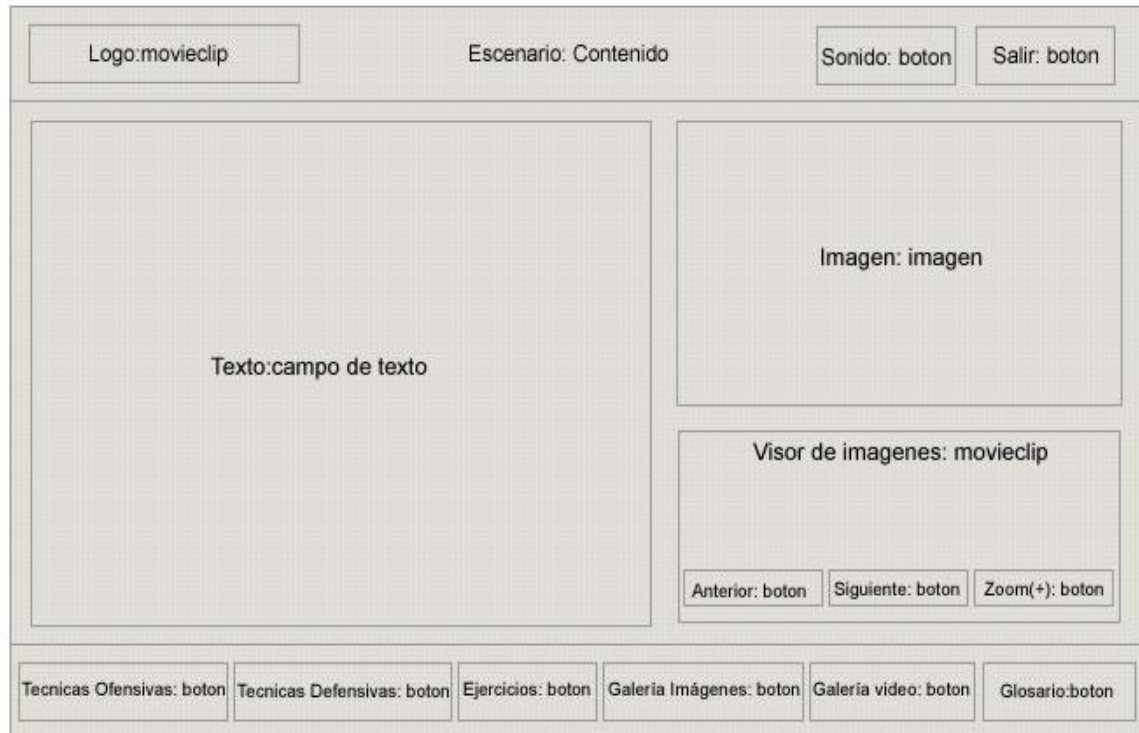 Logo:movieclip
Escenario: Contenido
Sonido: boton
Salir: boton
Texto:campo de texto
Imagen: imagen
Visor de imagenes: movieclip
Anterior: boton
Siguiente: boton
Zoom(+): boton
Tecnicas Ofensivas: boton
Tecnicas Defensivas: boton
Ejercicios: boton
Galería Imágenes: boton
Galería video: boton
Glosario:boton